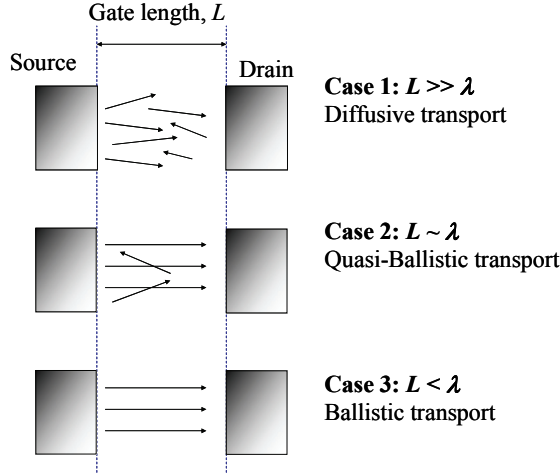 Gate length, L
Source
Drain
Case 1: L >> λ
Diffusive transport
Case 2: L ~ λ
Quasi-Ballistic transport
Case 3: L < λ
Ballistic transport